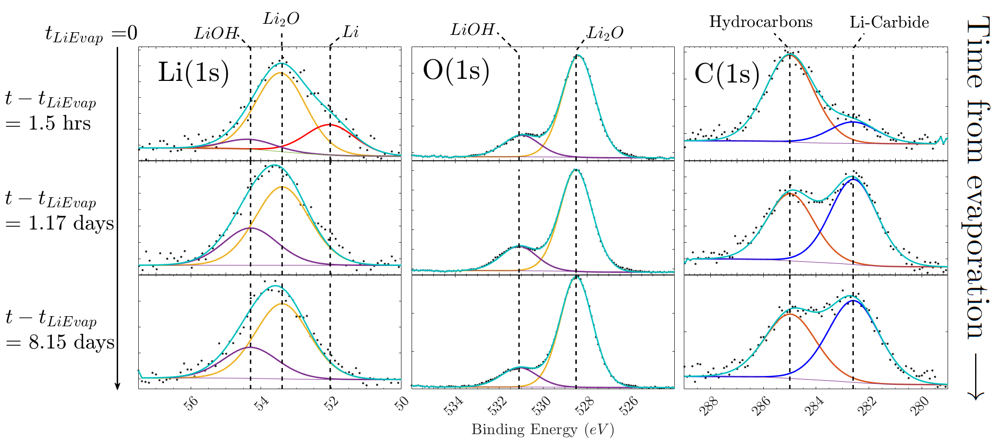 t_{LiEvap} =0
LiOH
Li₂O
Li
LiOH
Li₂O
Hydrocarbons
Li-Carbide
Li(1s)
O(1s)
C(1s)
t − t_{LiEvap}
= 1.5 hrs
t − t_{LiEvap}
= 1.17 days
t − t_{LiEvap}
= 8.15 days
56 54 52 50
534 532 530 528 526
288 286 284 282 280
Binding Energy (eV)
Time from evaporation →